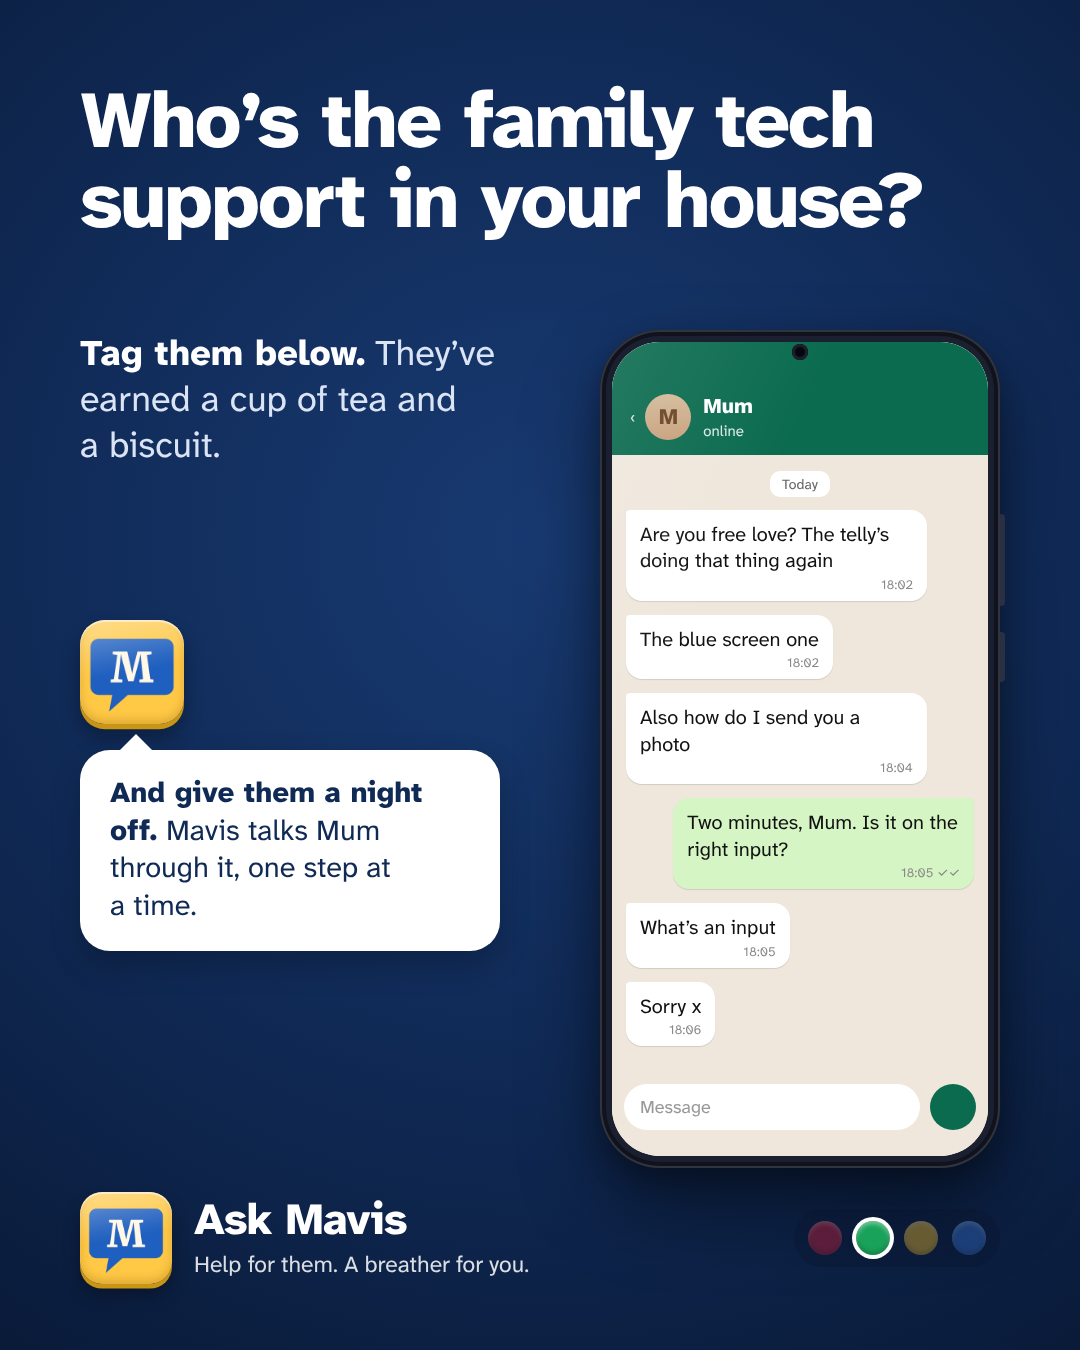 Who’s the family tech
support in your house?
Tag them below. They’ve
earned a cup of tea and
a biscuit.
M
And give them a night
off. Mavis talks Mum
through it, one step at
a time.
‹ M Mum
online
Today
Are you free love? The telly’s
doing that thing again
18:02
The blue screen one
18:02
Also how do I send you a
photo
18:04
Two minutes, Mum. Is it on the
right input?
18:05 ✓✓
What’s an input
18:05
Sorry x
18:06
Message
M
Ask Mavis
Help for them. A breather for you.